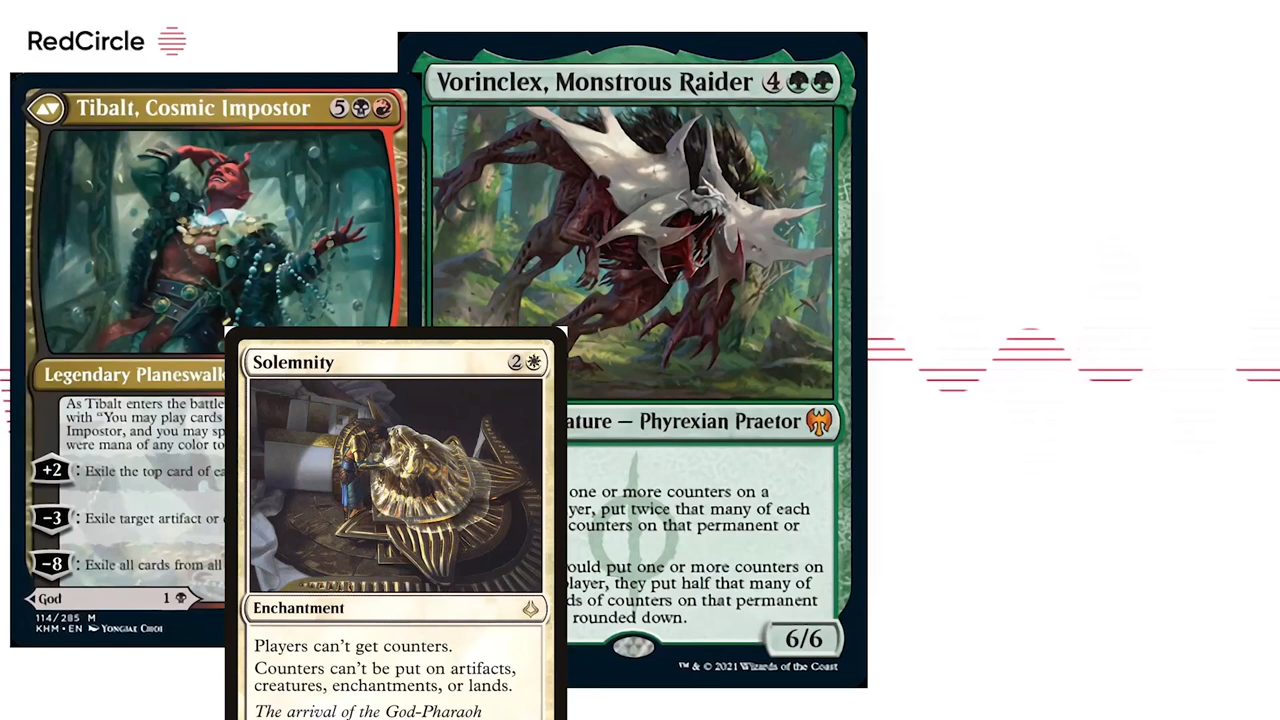 RedCircle
Tibalt, Cosmic Impostor 5
Legendary Planeswalk
As Tibalt enters the battle
with “You may play cards
Impostor, and you may sp
were mana of any color to
+2: Exile the top card of ea
−3: Exile target artifact or
−8: Exile all cards from all
God 1
114/285 M
KHM • EN YONGJAE CHOI
Vorinclex, Monstrous Raider 4
ature — Phyrexian Praetor
one or more counters on a
yer, put twice that many of each
counters on that permanent or
ould put one or more counters on
layer, they put half that many of
ds of counters on that permanent
rounded down.
6/6
™ & © 2021 Wizards of the Coast
Solemnity 2
Enchantment
Players can’t get counters.
Counters can’t be put on artifacts,
creatures, enchantments, or lands.
The arrival of the God-Pharaoh